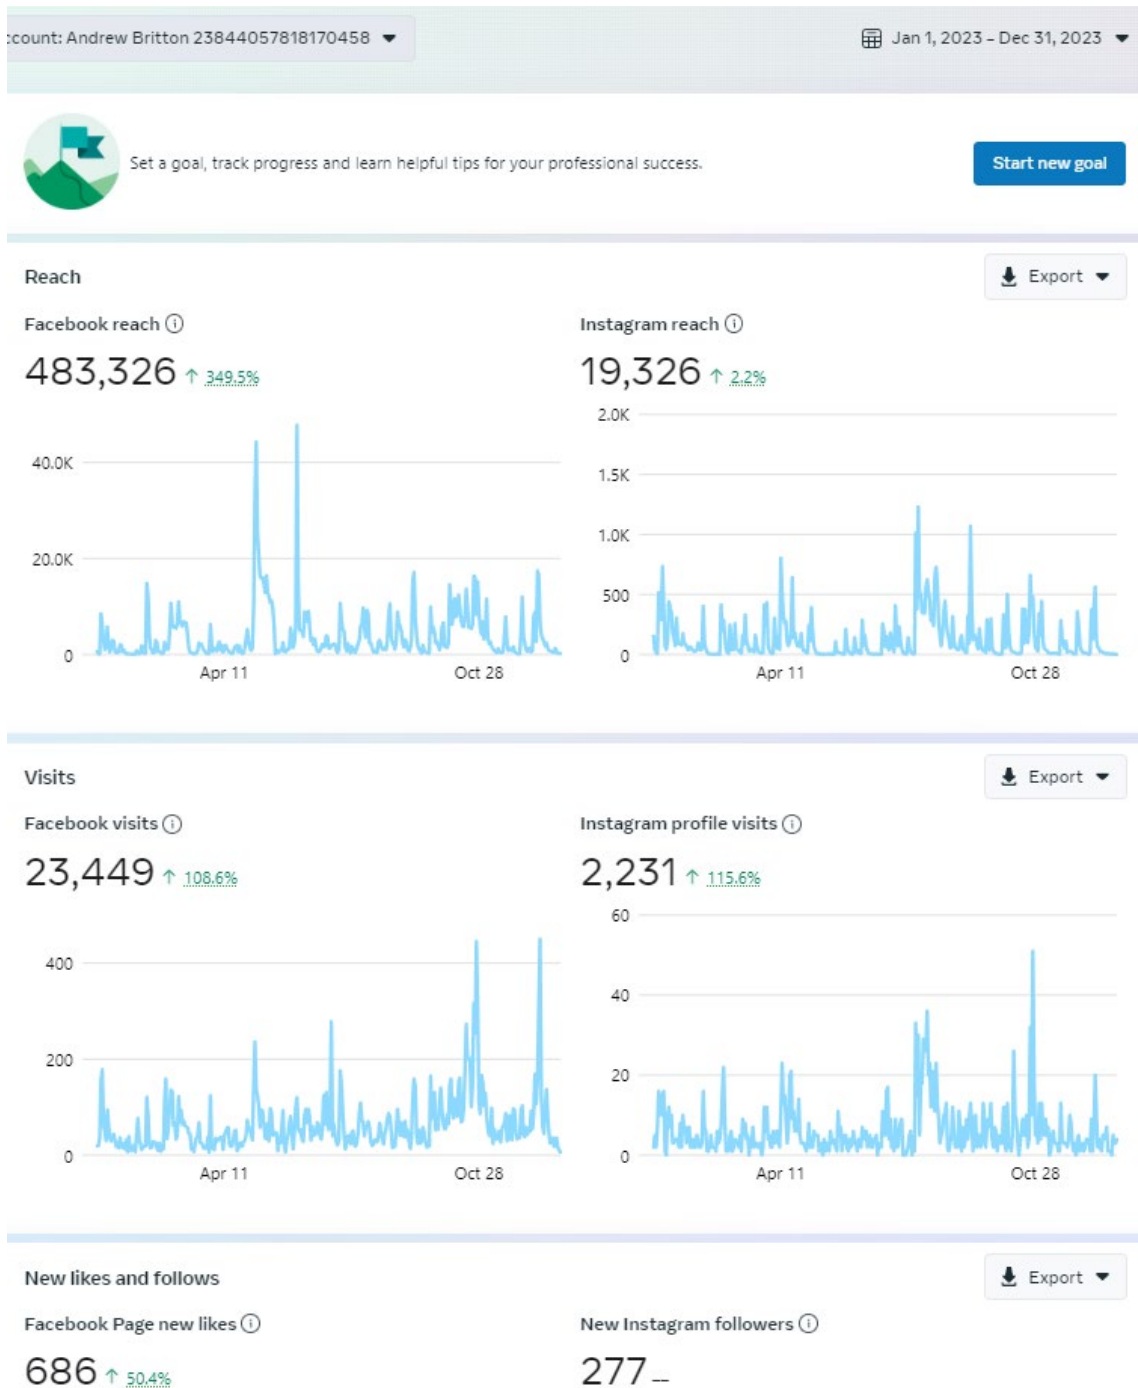 ccount: Andrew Britton 23844057818170458
Jan 1, 2023 – Dec 31, 2023
Set a goal, track progress and learn helpful tips for your professional success.
Start new goal
Reach
Export
Facebook reach
483,326 ↑ 349.5%
40.0K
20.0K
0
Apr 11
Oct 28
Instagram reach
19,326 ↑ 2.2%
2.0K
1.5K
1.0K
500
0
Apr 11
Oct 28
Visits
Export
Facebook visits
23,449 ↑ 108.6%
400
200
0
Apr 11
Oct 28
Instagram profile visits
2,231 ↑ 115.6%
60
40
20
0
Apr 11
Oct 28
New likes and follows
Export
Facebook Page new likes
686 ↑ 50.4%
New Instagram followers
277 --